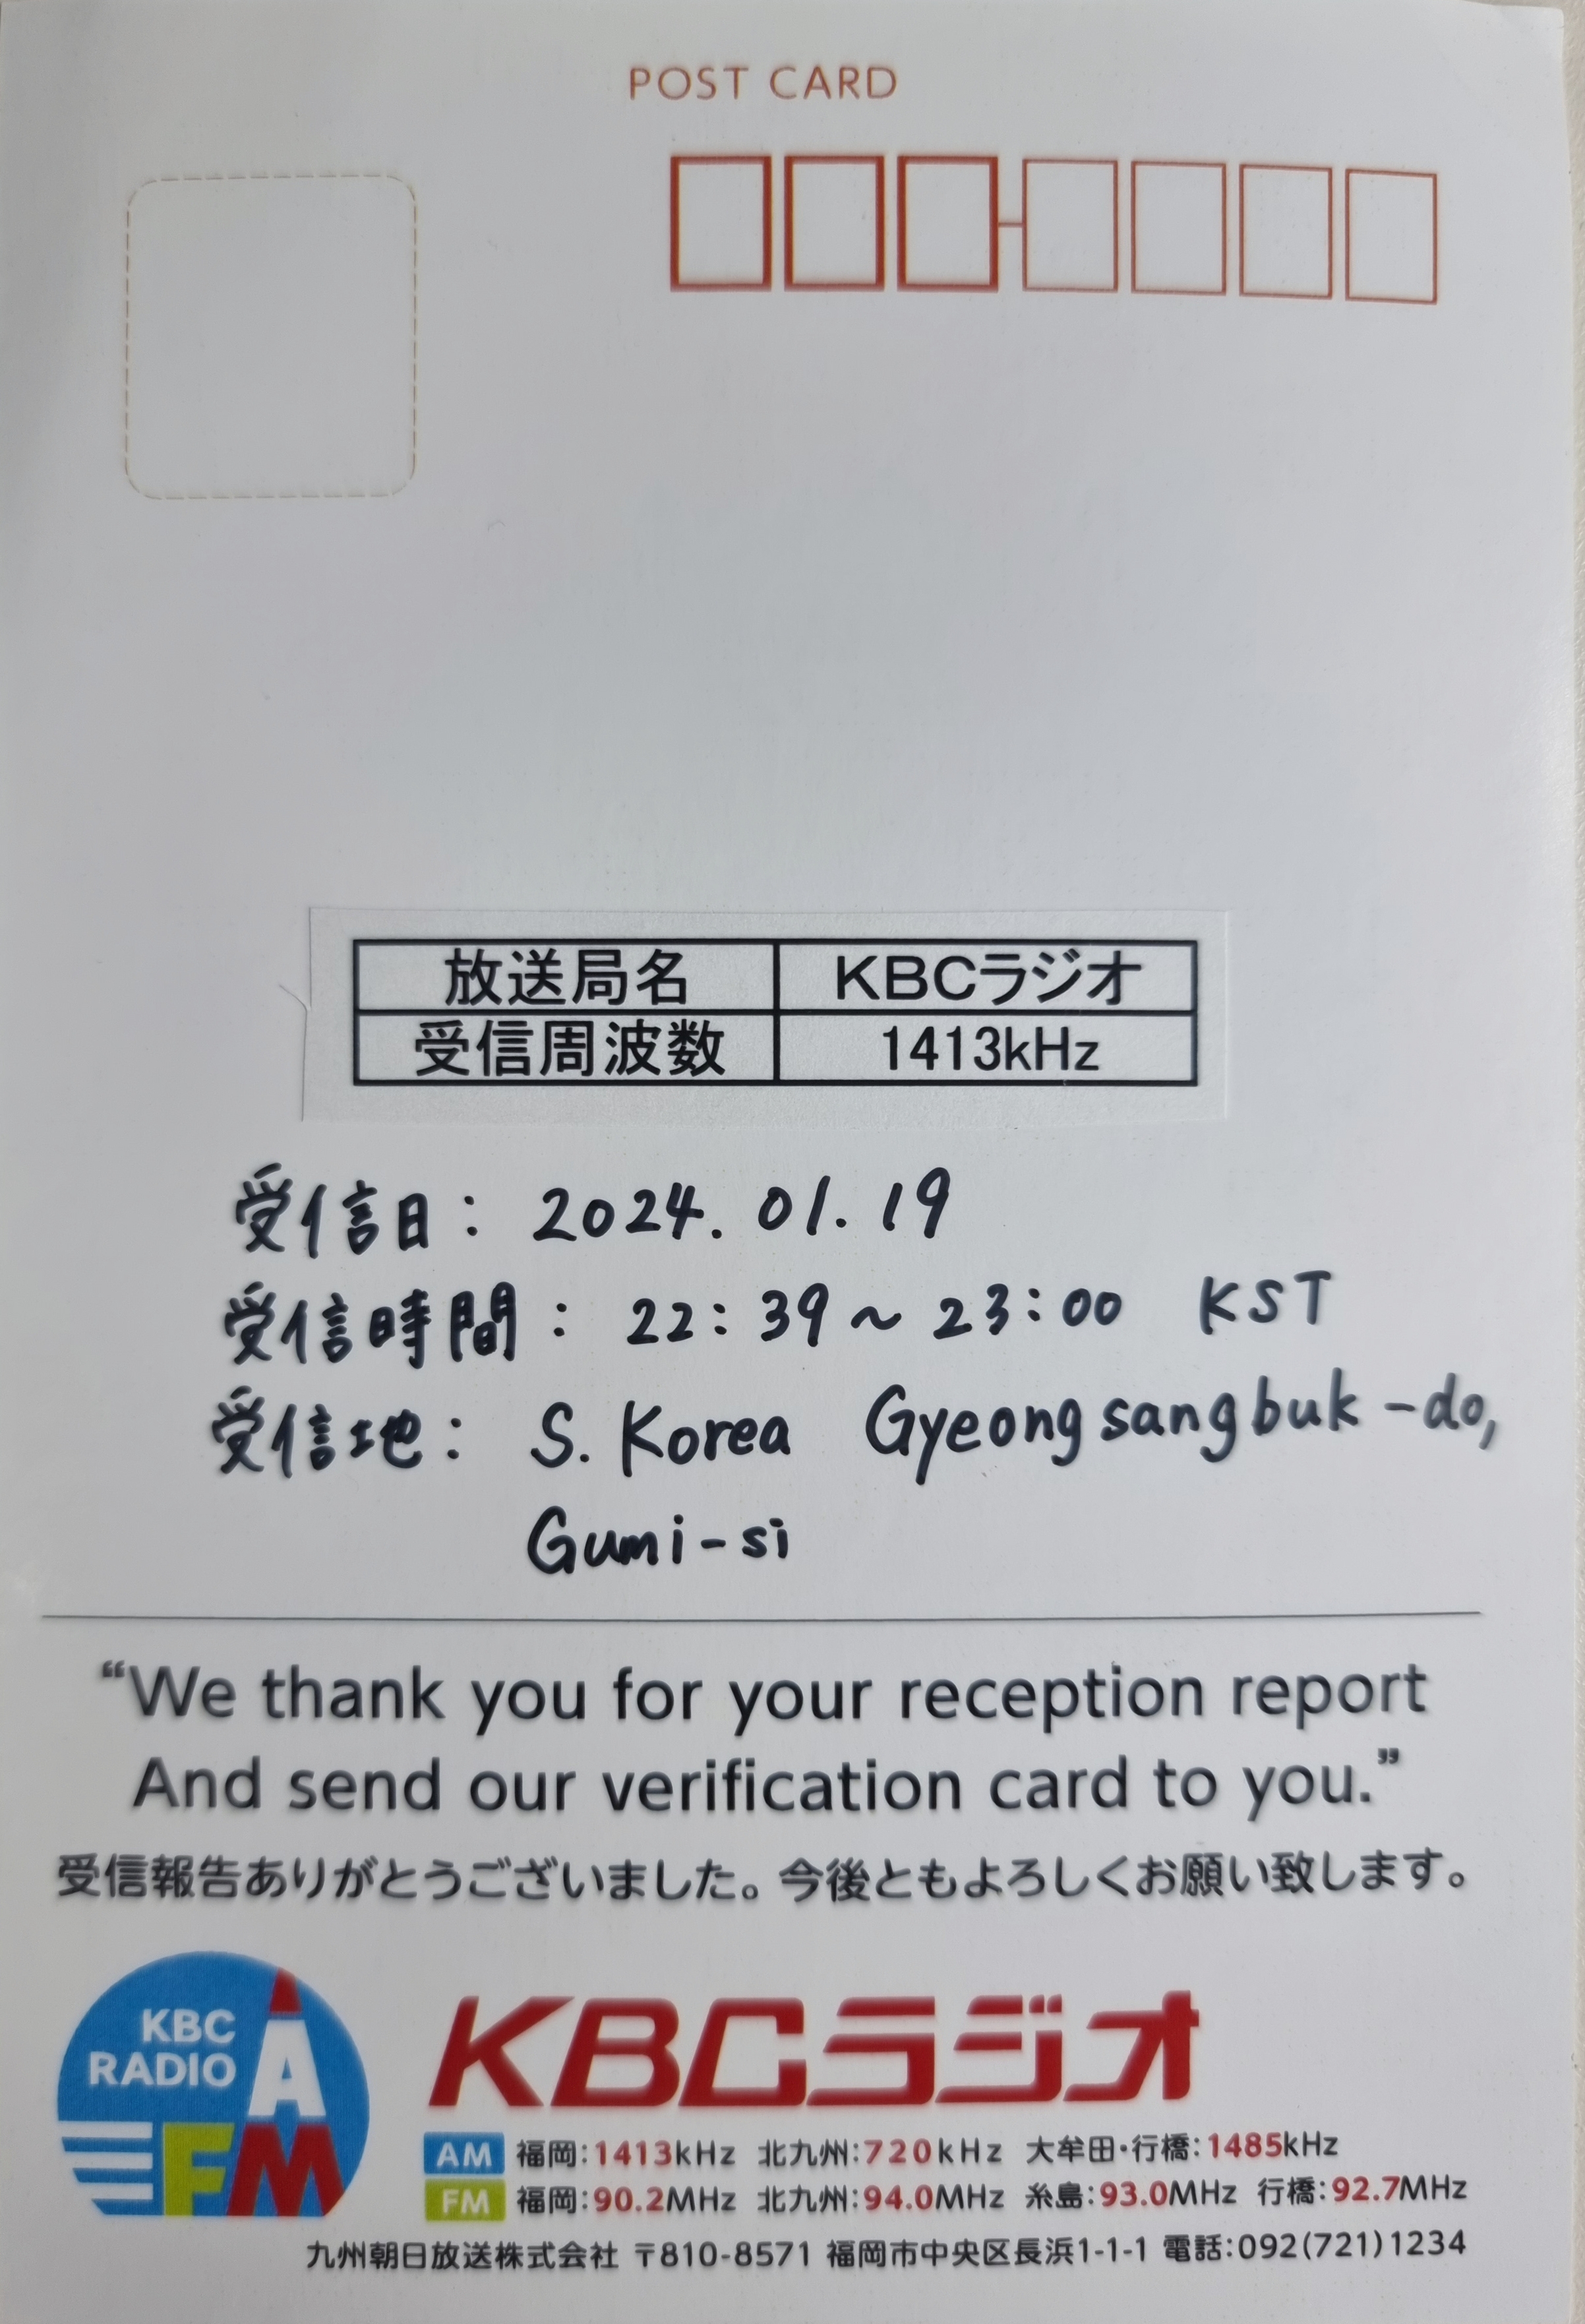 POST CARD
放送局名 KBCラジオ
受信周波数 1413kHz
受信日: 2024. 01. 19
受信時間: 22:39~23:00 KST
受信地: S. Korea Gyeongsangbuk-do,
Gumi-si
“We thank you for your reception report
And send our verification card to you.”
受信報告ありがとうございました。今後ともよろしくお願い致します。
KBC
RADIO
A
FM
KBCラジオ
AM 福岡:1413kHz 北九州:720kHz 大牟田・行橋:1485kHz
FM 福岡:90.2MHz 北九州:94.0MHz 糸島:93.0MHz 行橋:92.7MHz
九州朝日放送株式会社 〒810-8571 福岡市中央区長浜1-1-1 電話:092(721)1234